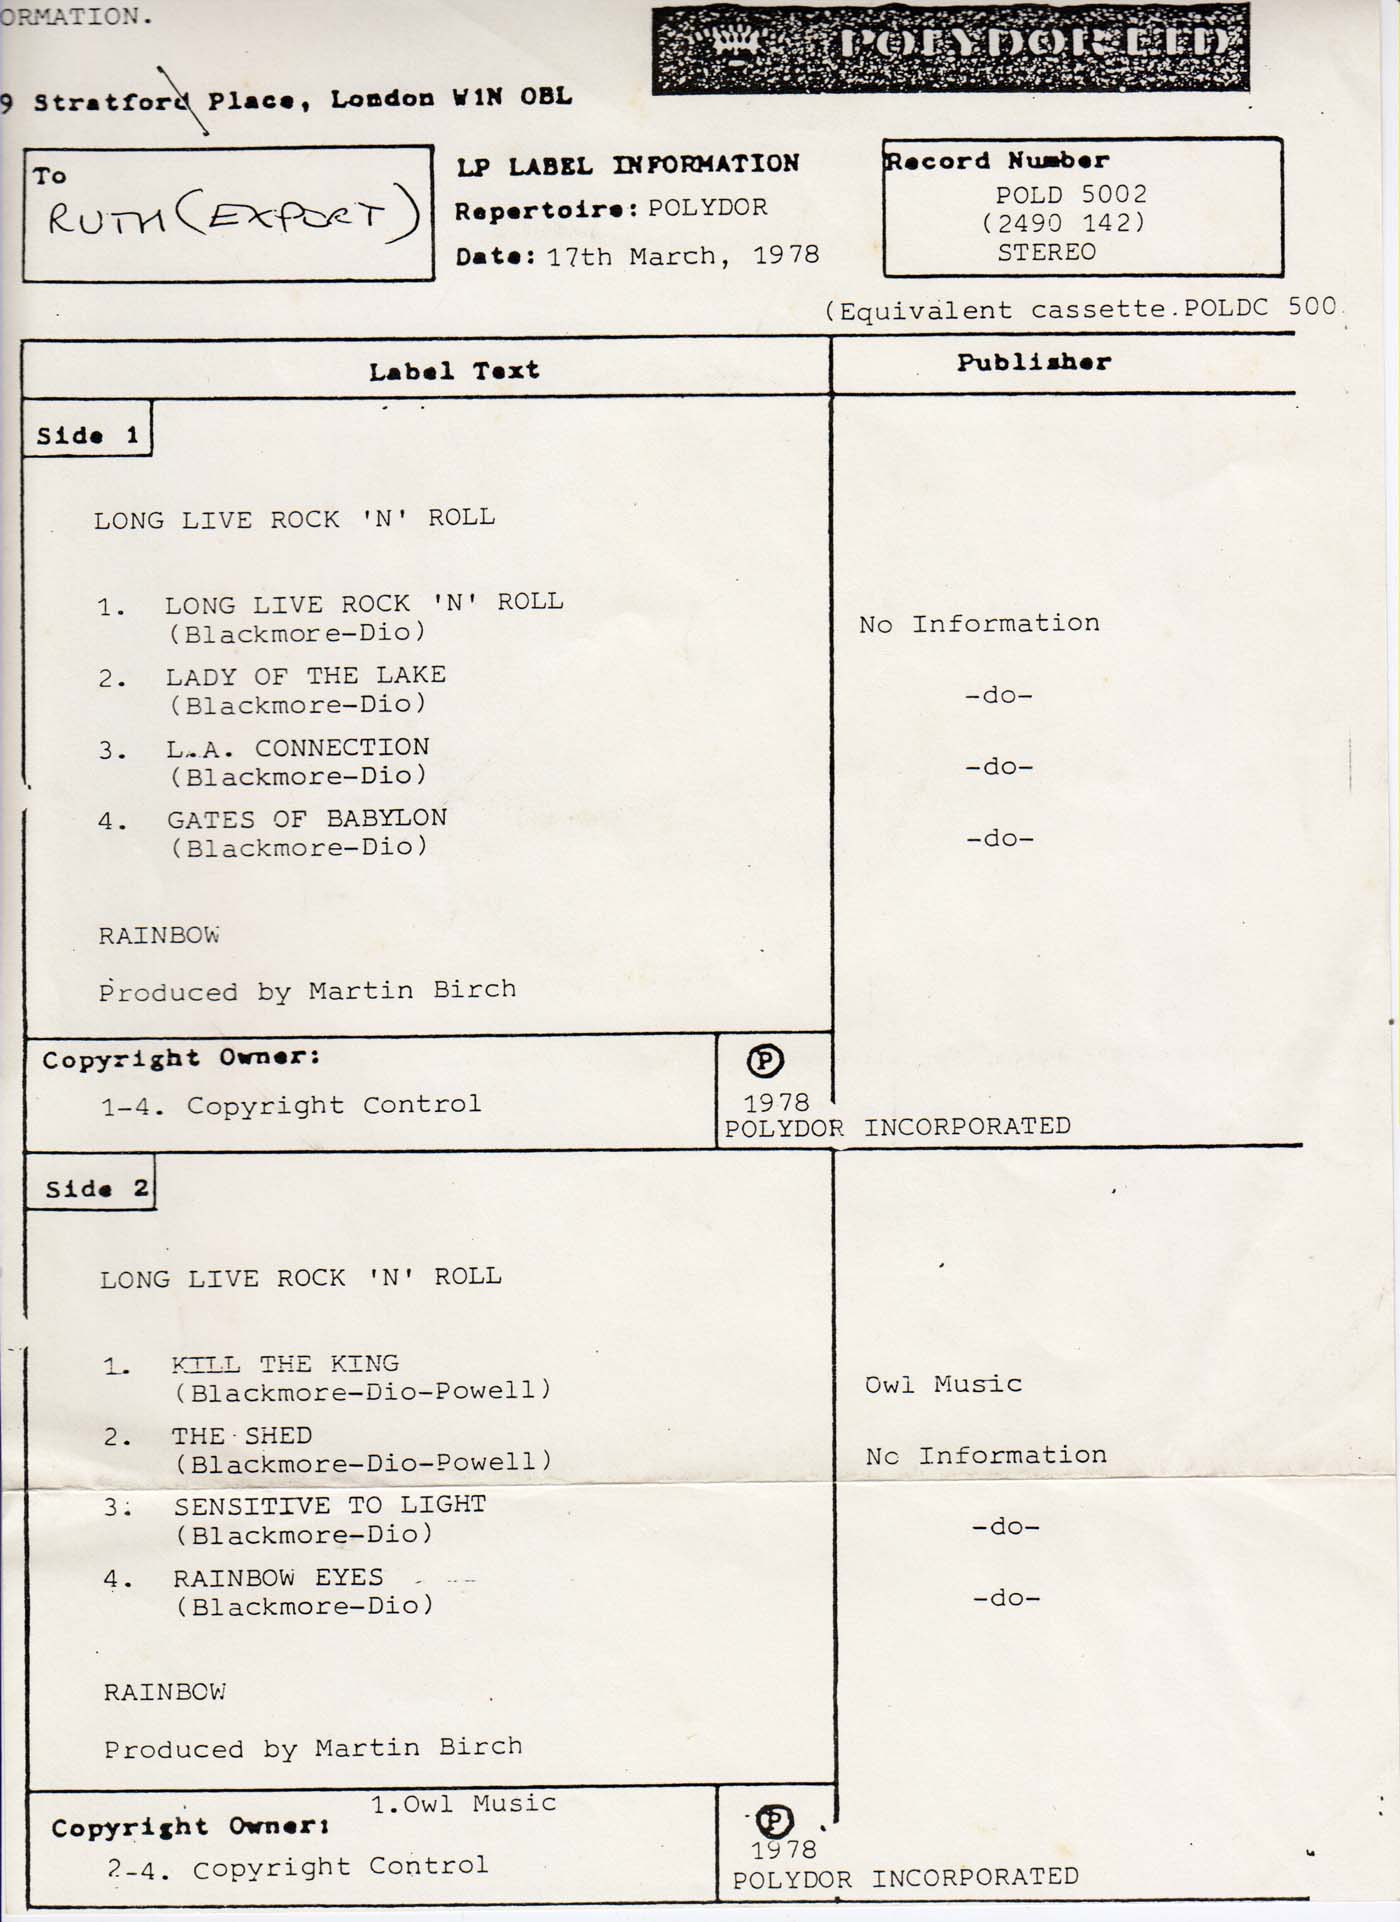 ORMATION.
POLYDOR LTD
9 Stratford Place, London W1N OBL
To
RUTH (EXPORT)
LP LABEL INFORMATION
Repertoire: POLYDOR
Date: 17th March, 1978
Record Number
POLD 5002
(2490 142)
STEREO
(Equivalent cassette.POLDC 500
Label Text
Publisher
Side 1
LONG LIVE ROCK 'N' ROLL
1. LONG LIVE ROCK 'N' ROLL
(Blackmore-Dio)
No Information
2. LADY OF THE LAKE
(Blackmore-Dio)
-do-
3. L.A. CONNECTION
(Blackmore-Dio)
-do-
4. GATES OF BABYLON
(Blackmore-Dio)
-do-
RAINBOW
Produced by Martin Birch
Copyright Owner:
1-4. Copyright Control
Ⓟ
1978
POLYDOR INCORPORATED
Side 2
LONG LIVE ROCK 'N' ROLL
1. KILL THE KING
(Blackmore-Dio-Powell)
Owl Music
2. THE SHED
(Blackmore-Dio-Powell)
No Information
3. SENSITIVE TO LIGHT
(Blackmore-Dio)
-do-
4. RAINBOW EYES
(Blackmore-Dio)
-do-
RAINBOW
Produced by Martin Birch
1.Owl Music
Copyright Owner:
2-4. Copyright Control
Ⓟ
1978
POLYDOR INCORPORATED